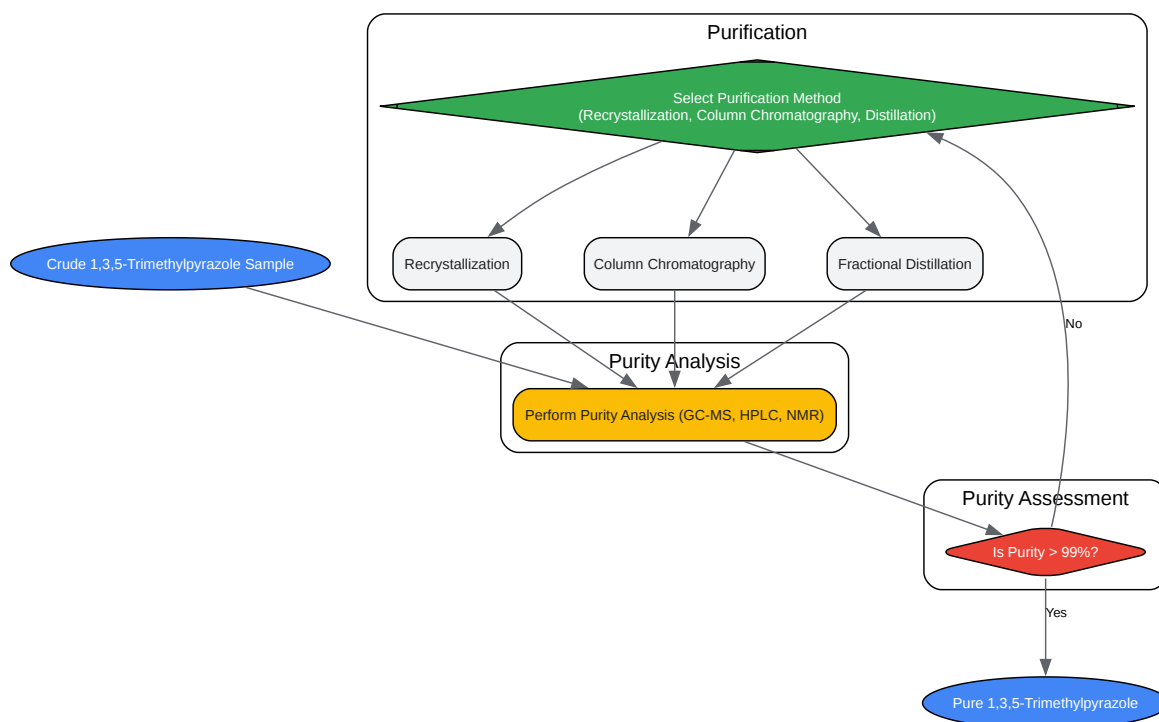 Purification
Select Purification Method
(Recrystallization, Column Chromatography, Distillation)
Crude 1,3,5-Trimethylpyrazole Sample
Recrystallization
Column Chromatography
Fractional Distillation
No
Purity Analysis
Perform Purity Analysis (GC-MS, HPLC, NMR)
Purity Assessment
Is Purity > 99%?
Yes
Pure 1,3,5-Trimethylpyrazole